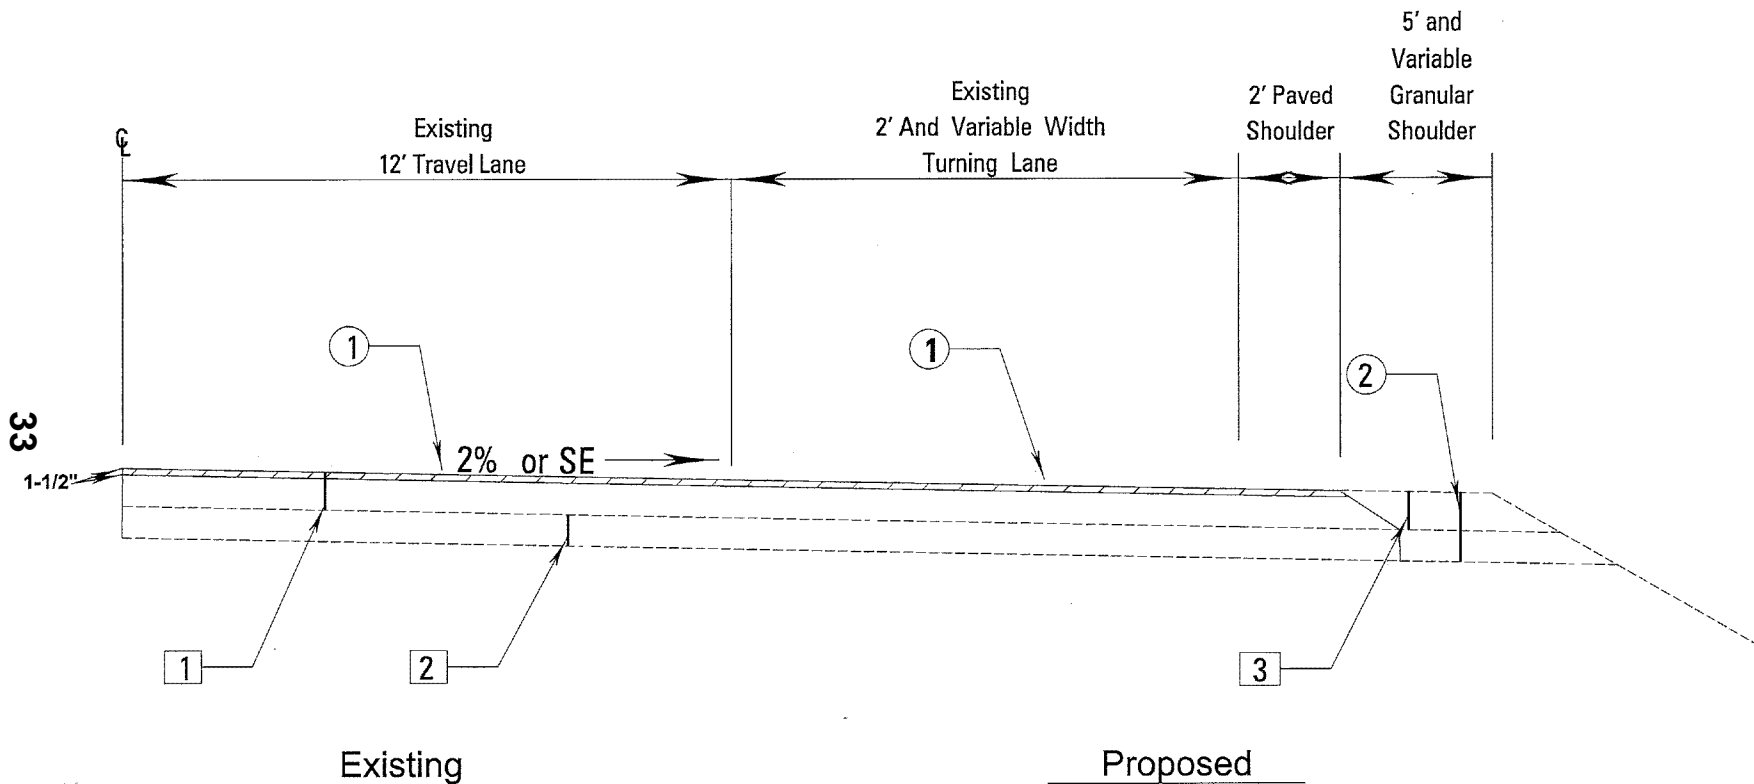 5' and
Variable
Granular
Shoulder
Existing
2' And Variable Width
Turning Lane
2' Paved
Shoulder
Existing
12' Travel Lane
℄
1
1
2
33
2% or SE
1-1/2"
1
2
3
Existing
Proposed